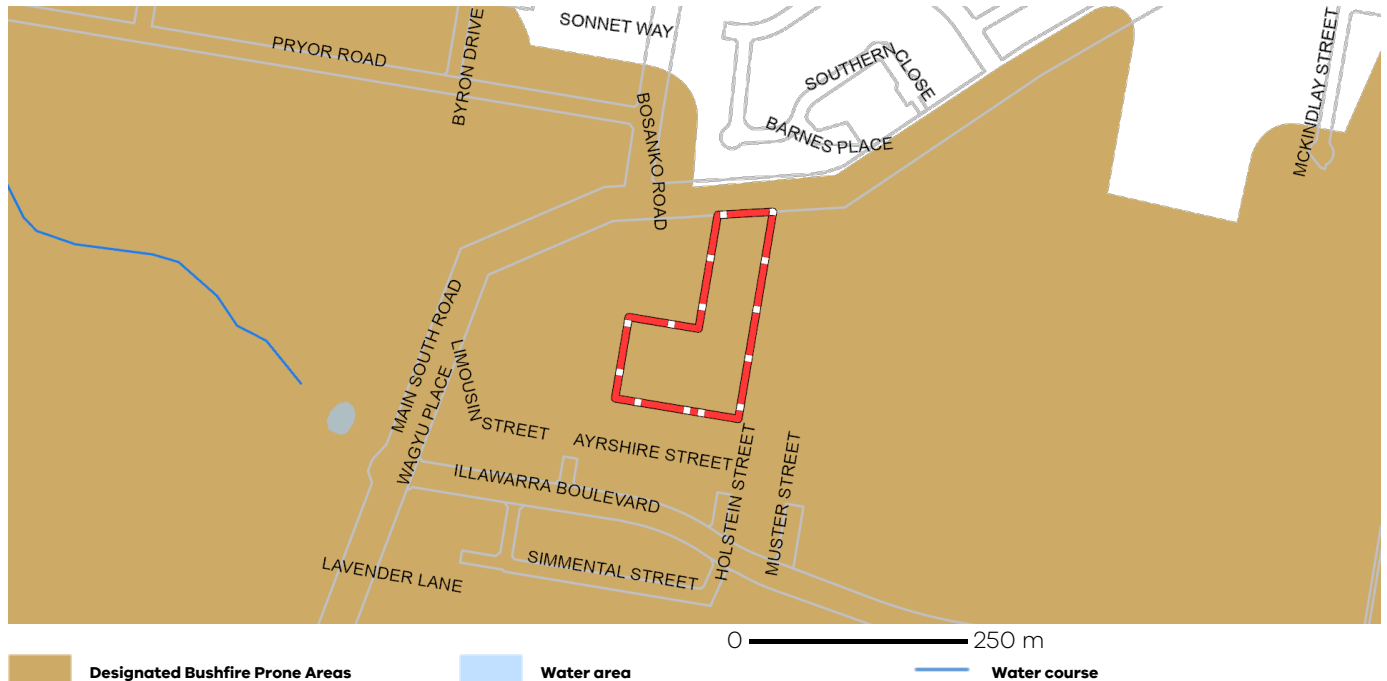 SONNET WAY
PRYOR ROAD
BYRON DRIVE
BOSANKO ROAD
SOUTHERN CLOSE
BARNES PLACE
MCKINDLAY STREET
MAIN SOUTH ROAD
WAGYU PLACE
LIMOUSIN STREET
AYRSHIRE STREET
ILLAWARRA BOULEVARD
HOLSTEIN STREET
MUSTER STREET
SIMMENTAL STREET
LAVENDER LANE
0 250 m
Designated Bushfire Prone Areas Water area Water course